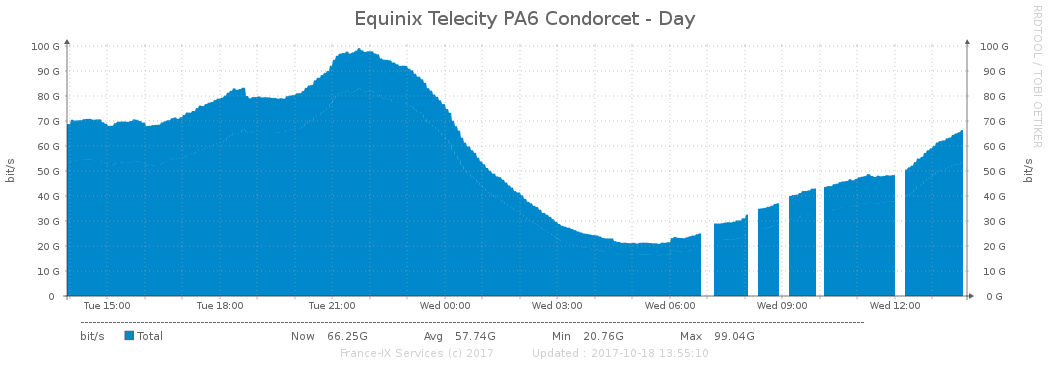 Equinix Telecity PA6 Condorcet - Day
RRDTOOL / TOBI OETIKER
100 G 100 G
90 G 90 G
80 G 80 G
70 G 70 G
60 G 60 G
50 G 50 G
40 G 40 G
30 G 30 G
20 G 20 G
10 G 10 G
0 0 G
bit/s bit/s
Tue 15:00 Tue 18:00 Tue 21:00 Wed 00:00 Wed 03:00 Wed 06:00 Wed 09:00 Wed 12:00
bit/s Total Now 66.25G Avg 57.74G Min 20.76G Max 99.04G
France-IX Services (c) 2017 Updated : 2017-10-18 13:55:10